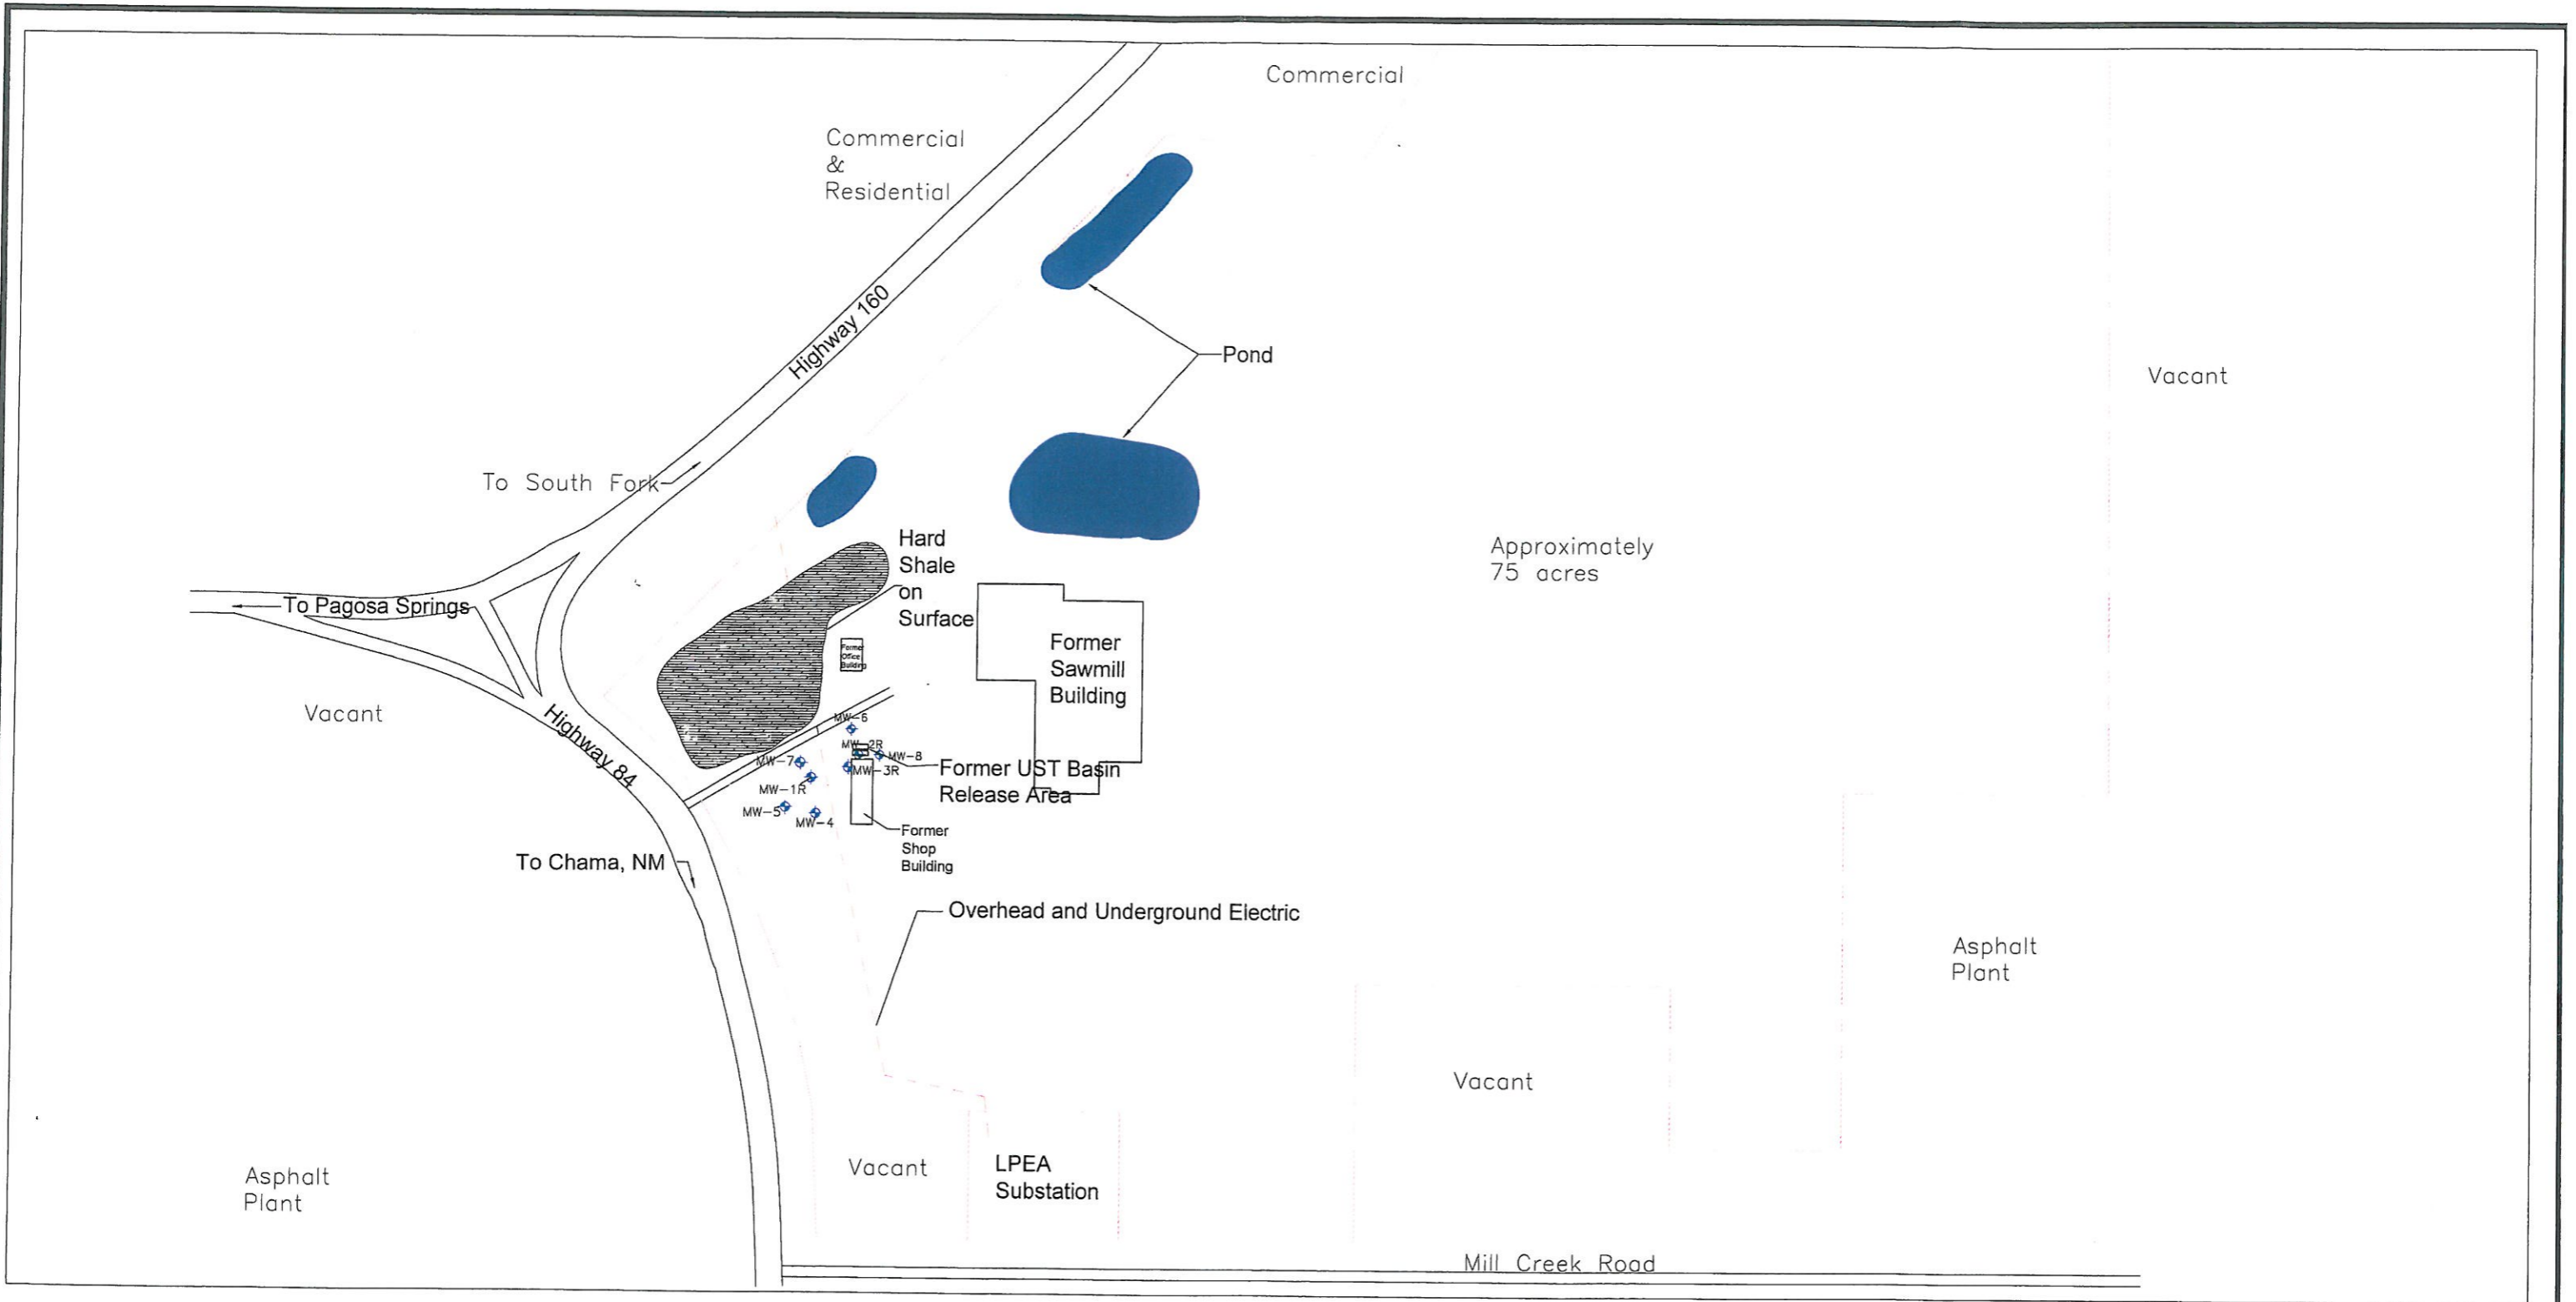 Commercial
Commercial
&
Residential
Highway 160
Pond
Vacant
To South Fork
Hard
Shale
on
Surface
Approximately
75 acres
To Pagosa Springs
Former
Office
Building
Former
Sawmill
Building
Vacant
Highway 84
MW-6
MW-2R
MW-8
MW-7
MW-3R
Former UST Basin
Release Area
MW-1R
MW-5
MW-4
Former
Shop
Building
To Chama, NM
Overhead and Underground Electric
Asphalt
Plant
Vacant
Vacant
LPEA
Substation
Asphalt
Plant
Mill Creek Road